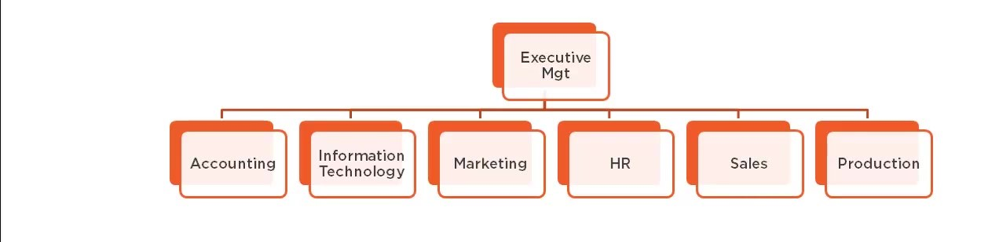 Executive
Mgt
Accounting
Information
Technology
Marketing
HR
Sales
Production